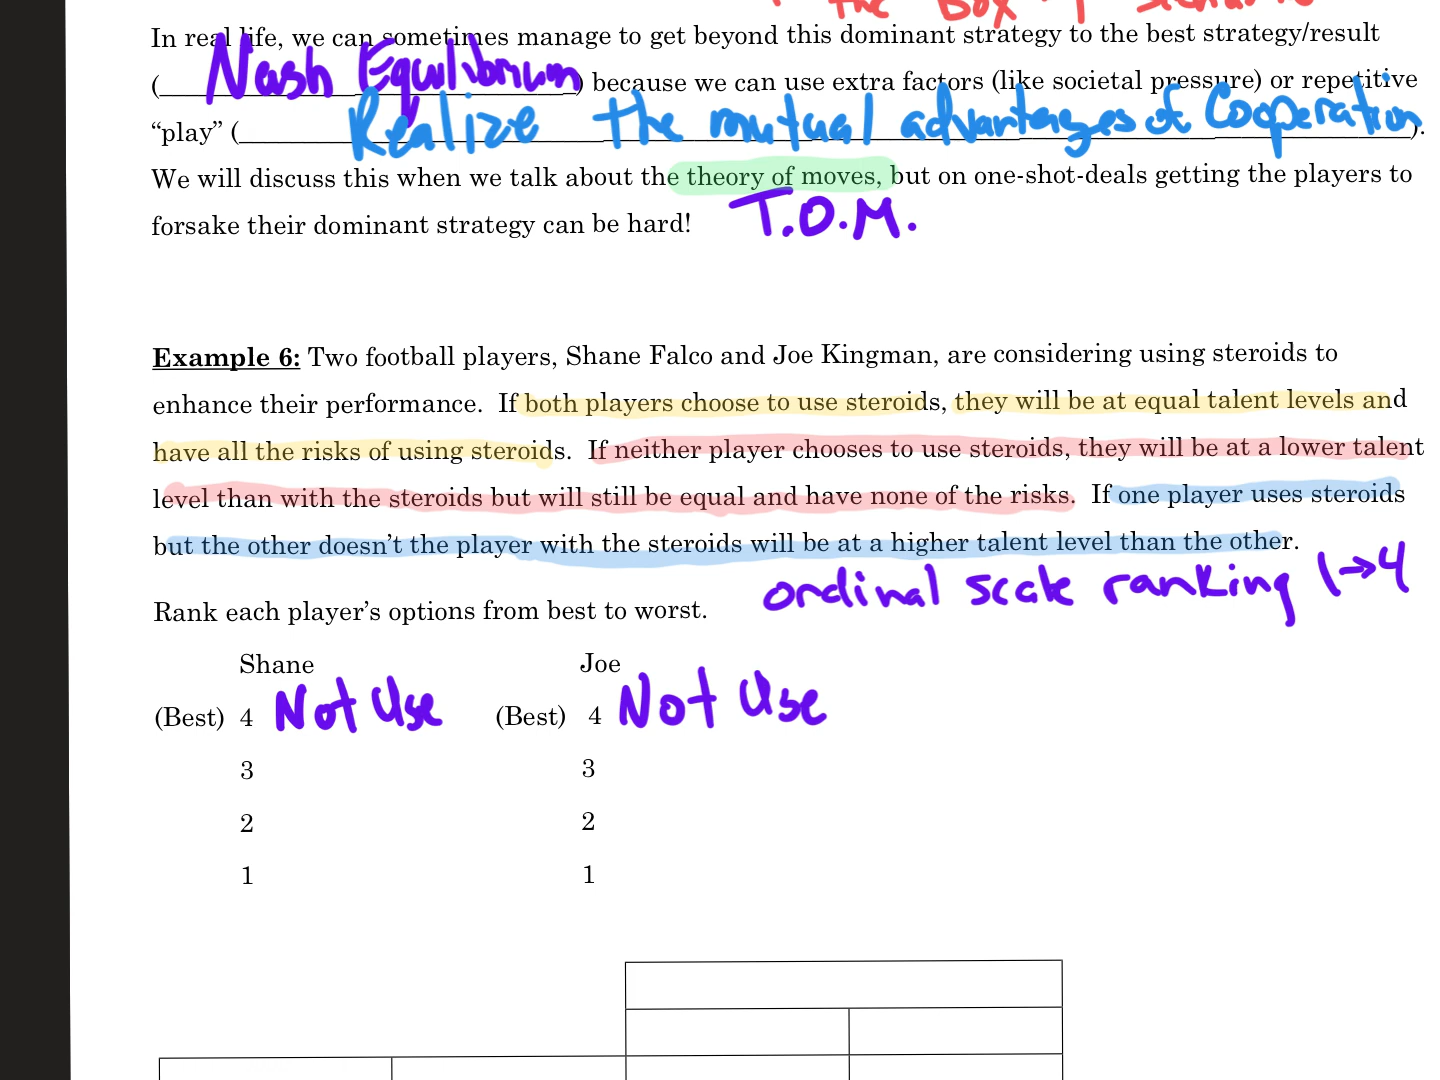 the Box scenario
In real life, we can sometimes manage to get beyond this dominant strategy to the best strategy/result
(Nash Equilibrium) because we can use extra factors (like societal pressure) or repetitive
“play” (Realize the mutual advantages of Cooperation).
We will discuss this when we talk about the theory of moves, but on one-shot-deals getting the players to
forsake their dominant strategy can be hard! T.O.M.
Example 6: Two football players, Shane Falco and Joe Kingman, are considering using steroids to
enhance their performance. If both players choose to use steroids, they will be at equal talent levels and
have all the risks of using steroids. If neither player chooses to use steroids, they will be at a lower talent
level than with the steroids but will still be equal and have none of the risks. If one player uses steroids
but the other doesn’t the player with the steroids will be at a higher talent level than the other.
ordinal scale ranking 1→4
Rank each player’s options from best to worst.
Shane Joe
(Best) 4 Not Use (Best) 4 Not Use
3 3
2 2
1 1